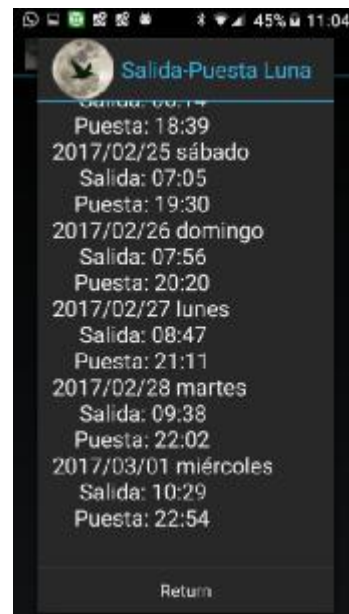 45% 11:04
Salida-Puesta Luna
Salida: 06:14
Puesta: 18:39
2017/02/25 sábado
Salida: 07:05
Puesta: 19:30
2017/02/26 domingo
Salida: 07:56
Puesta: 20:20
2017/02/27 lunes
Salida: 08:47
Puesta: 21:11
2017/02/28 martes
Salida: 09:38
Puesta: 22:02
2017/03/01 miércoles
Salida: 10:29
Puesta: 22:54
Return